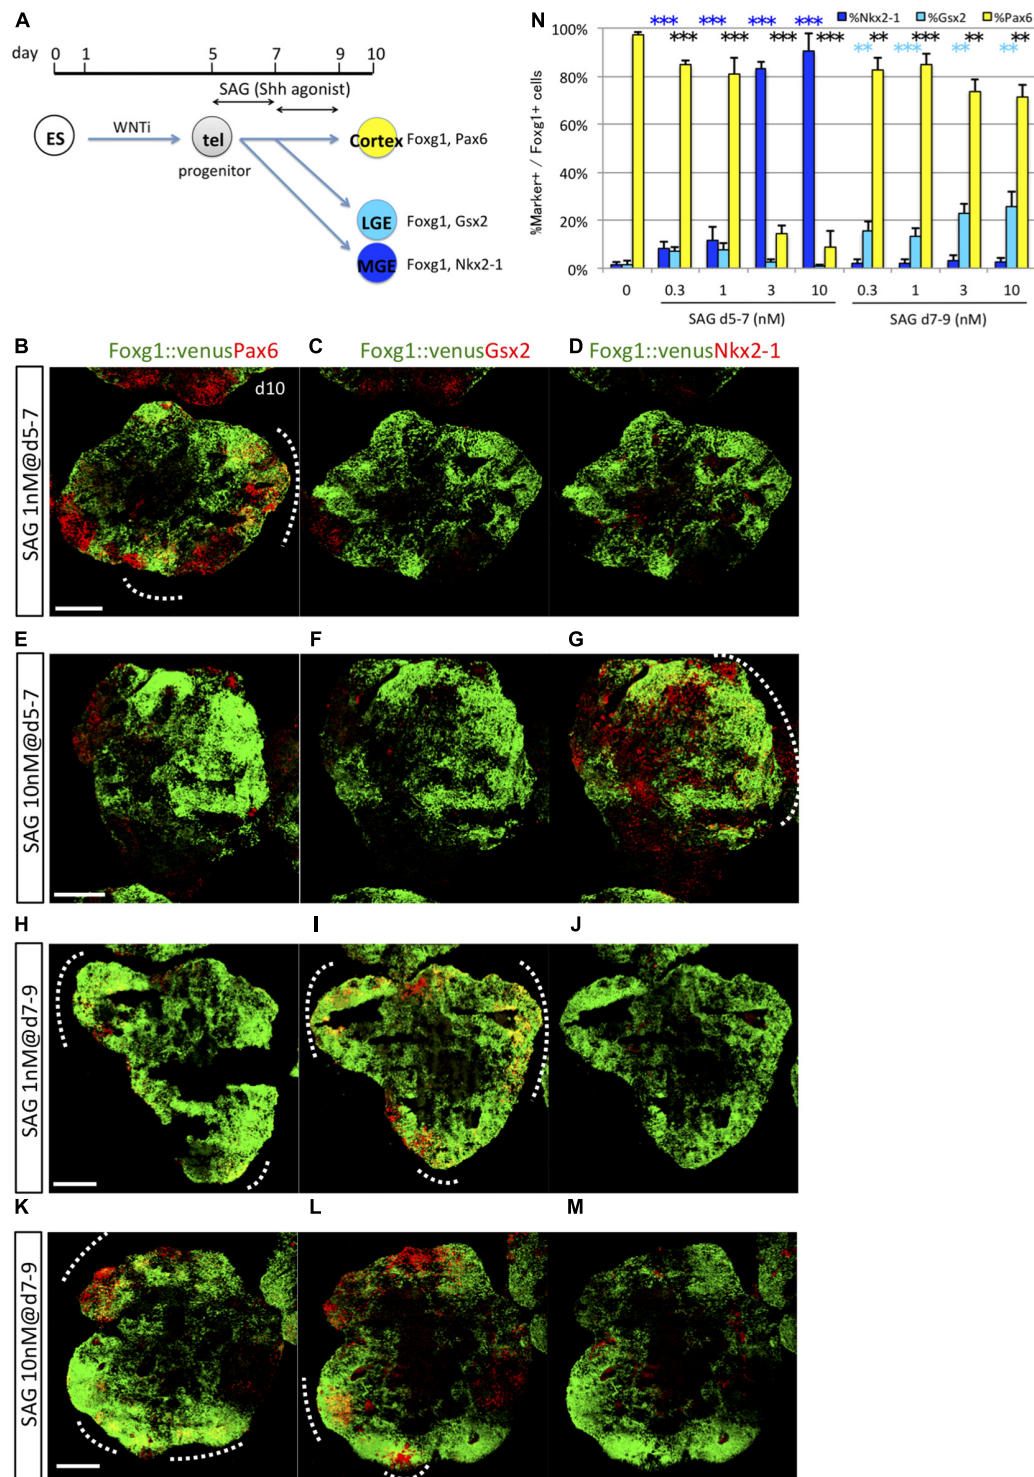 A
day 0 1 5 7 9 10
SAG (Shh agonist)
ES WNTi tel Cortex Foxg1, Pax6
progenitor
LGE Foxg1, Gsx2
MGE Foxg1, Nkx2-1
N
%Nkx2-1 %Gsx2 %Pax6
*** *** *** ***
*** *** *** *** ** *** ** **
** *** ** **
%Marker+ / Foxg1+ cells
100%
80%
60%
40%
20%
0%
0 0.3 1 3 10 0.3 1 3 10
SAG d5-7 (nM) SAG d7-9 (nM)
B Foxg1::venusPax6 C Foxg1::venusGsx2 D Foxg1::venusNkx2-1
d10
SAG 1nM@d5-7
E F G
SAG 10nM@d5-7
H I J
SAG 1nM@d7-9
K L M
SAG 10nM@d7-9